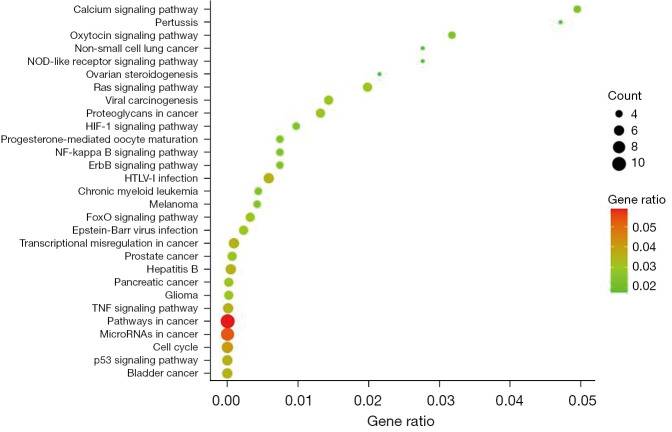 Calcium signaling pathway
Pertussis
Oxytocin signaling pathway
Non-small cell lung cancer
NOD-like receptor signaling pathway
Ovarian steroidogenesis
Ras signaling pathway
Viral carcinogenesis
Proteoglycans in cancer
HIF-1 signaling pathway
Progesterone-mediated oocyte maturation
NF-kappa B signaling pathway
ErbB signaling pathway
HTLV-I infection
Chronic myeloid leukemia
Melanoma
FoxO signaling pathway
Epstein-Barr virus infection
Transcriptional misregulation in cancer
Prostate cancer
Hepatitis B
Pancreatic cancer
Glioma
TNF signaling pathway
Pathways in cancer
MicroRNAs in cancer
Cell cycle
p53 signaling pathway
Bladder cancer
0.00 0.01 0.02 0.03 0.04 0.05
Gene ratio
Count
4
6
8
10
Gene ratio
0.05
0.04
0.03
0.02